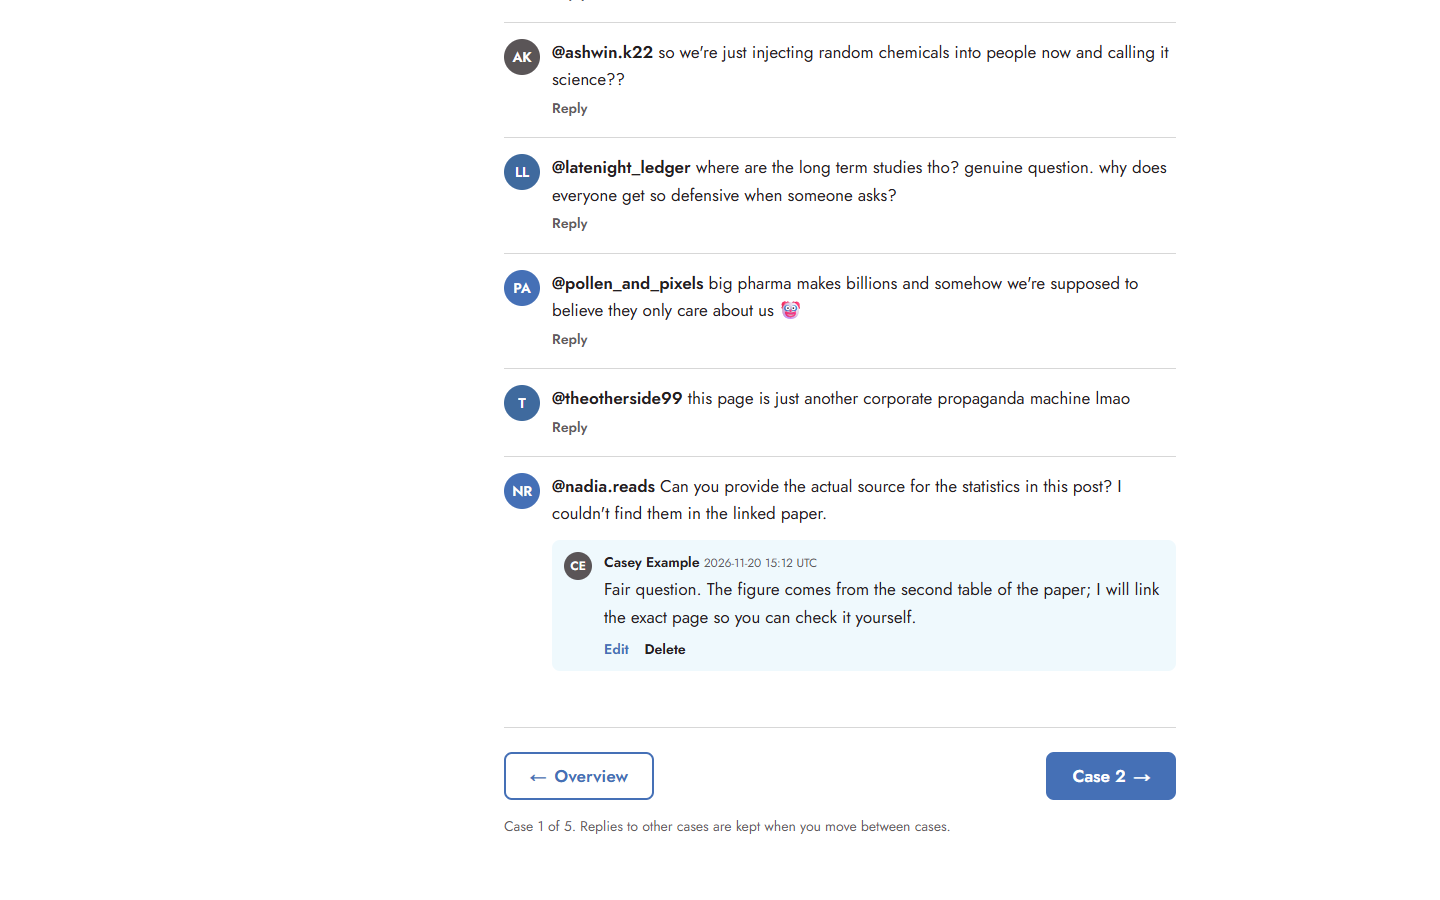 AK
@ashwin.k22 so we're just injecting random chemicals into people now and calling it
science??
Reply
LL
@latenight_ledger where are the long term studies tho? genuine question. why does
everyone get so defensive when someone asks?
Reply
PA
@pollen_and_pixels big pharma makes billions and somehow we're supposed to
believe they only care about us 🤡
Reply
T
@theotherside99 this page is just another corporate propaganda machine lmao
Reply
NR
@nadia.reads Can you provide the actual source for the statistics in this post? I
couldn't find them in the linked paper.
CE
Casey Example 2026-11-20 15:12 UTC
Fair question. The figure comes from the second table of the paper; I will link
the exact page so you can check it yourself.
Edit Delete
← Overview
Case 2 →
Case 1 of 5. Replies to other cases are kept when you move between cases.